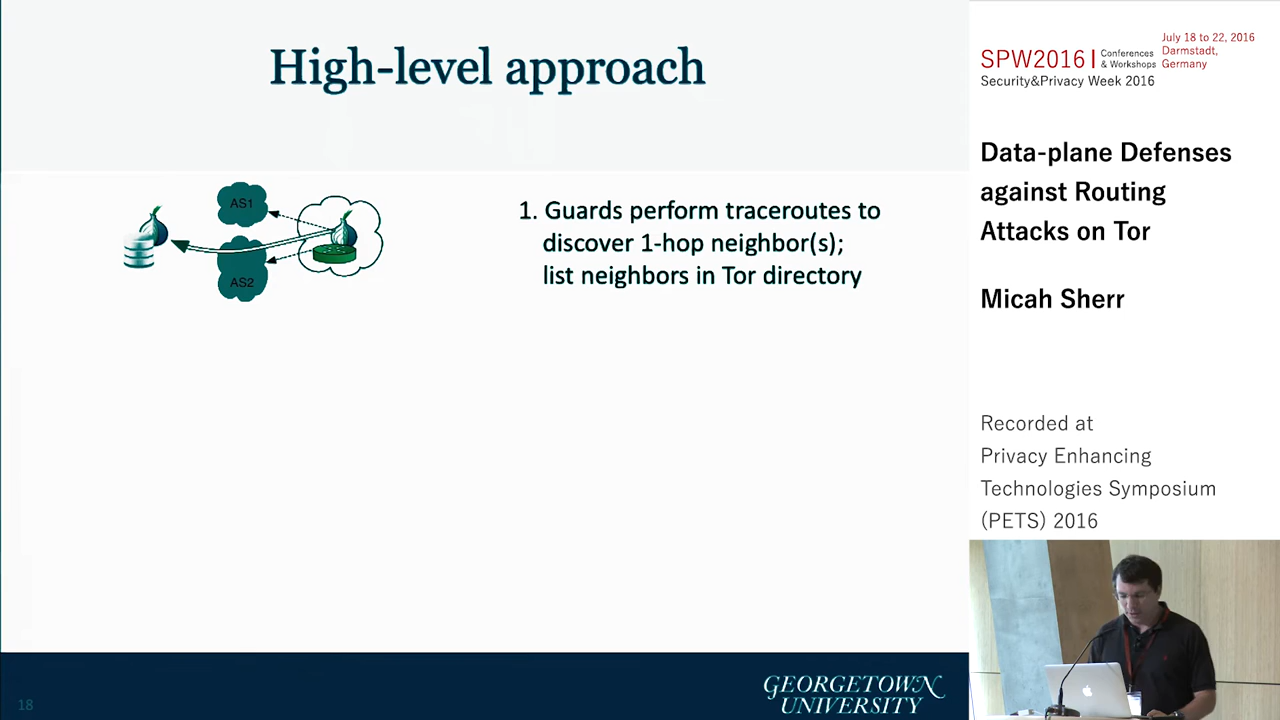 High-level approach
AS1
AS2
1. Guards perform traceroutes to
discover 1-hop neighbor(s);
list neighbors in Tor directory
18
GEORGETOWN
UNIVERSITY
SPW2016 | Conferences & Workshops
Security&Privacy Week 2016
July 18 to 22, 2016
Darmstadt,
Germany
Data-plane Defenses
against Routing
Attacks on Tor
Micah Sherr
Recorded at
Privacy Enhancing
Technologies Symposium
(PETS) 2016